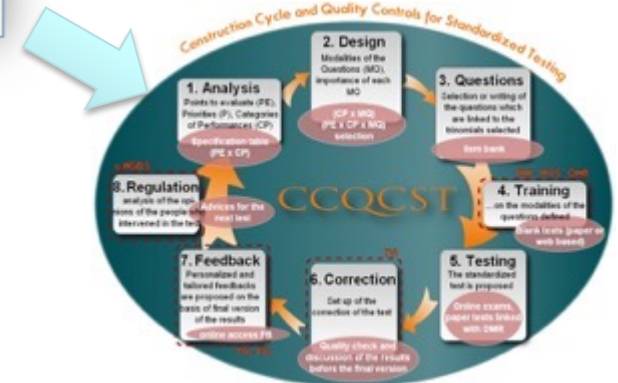 Construction Cycle and Quality Controls for Standardized Testing
1. Analysis
Points to evaluate (PE),
Priorities (P), Categories
of Performances (CP)
Specification table
(PE x CP)
2. Design
Modalities of the
Questions (MQ),
importance of each
MQ
(CP x MQ)
(PE x CP x MQ)
selection
3. Questions
Selection or writing of
the questions which
are linked to the
trinomials selected
Item bank
4. Training
...on the modalities of the
questions defined
Blank tests (paper or
web based)
5. Testing
The standardized
test is proposed
Online exams,
paper tests linked
with OMR
6. Correction
Set up of the
correction of the test
Quality check and
discussion of the results
before the final version
7. Feedback
Personalized and
tailored feedbacks
are proposed on the
basis of final version
of the results
online access FB
8. Regulation
analysis of the opi-
nions of the people who
intervened in the test
Advices for the
next test
CCQCST